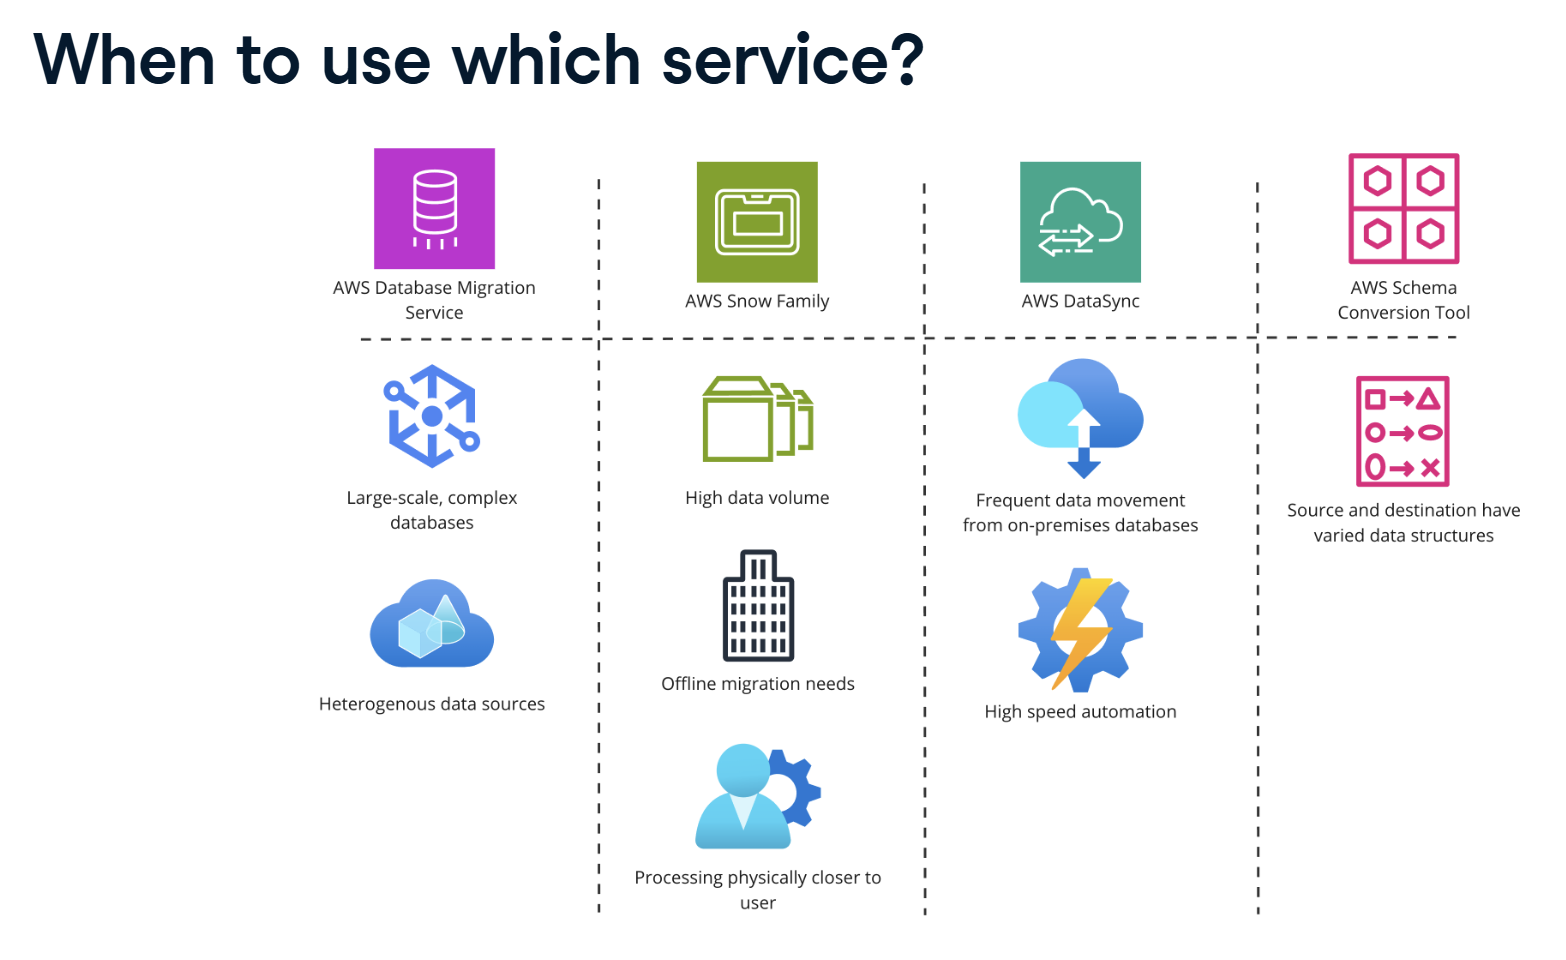 When to use which service?
AWS Database Migration
Service
AWS Snow Family
AWS DataSync
AWS Schema
Conversion Tool
Large-scale, complex
databases
High data volume
Frequent data movement
from on-premises databases
Source and destination have
varied data structures
Heterogenous data sources
Offline migration needs
High speed automation
Processing physically closer to
user